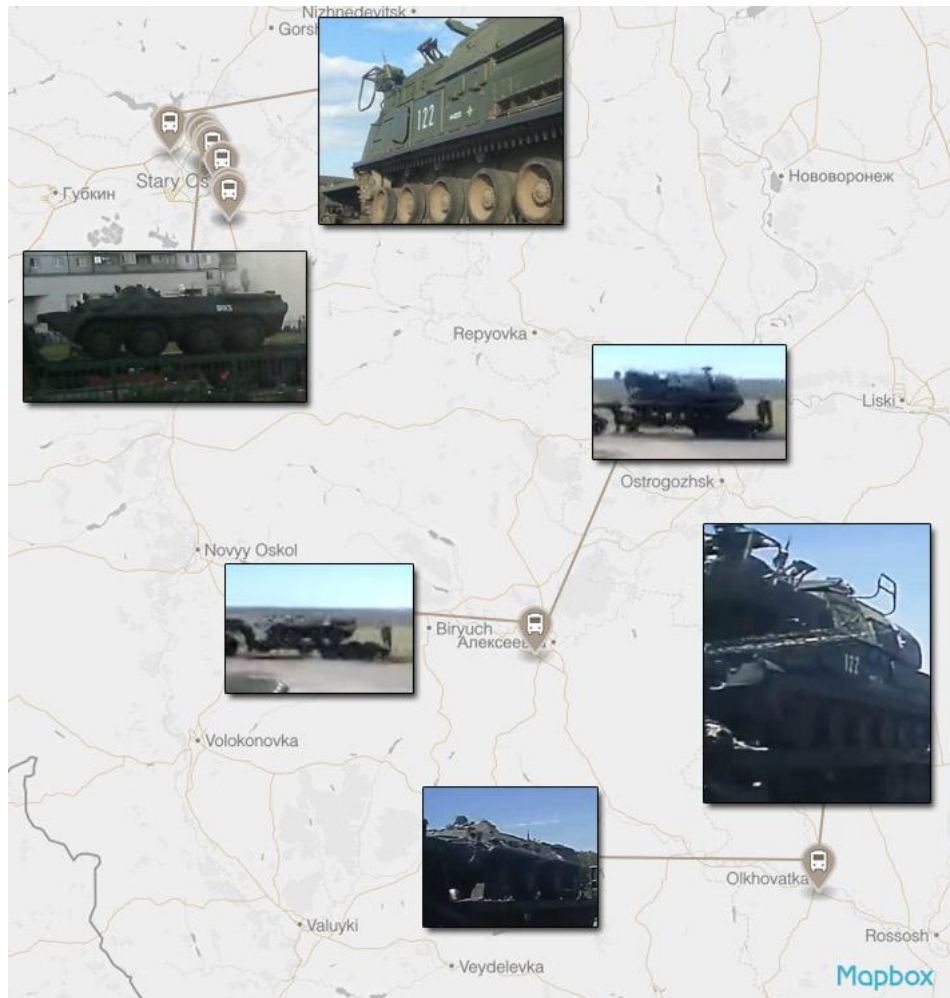 Nizhnedevitsk
Gorsh
122
Губкин
Stary Os
Нововоронеж
Repyovka
Liski
Ostrogozhsk
Novyy Oskol
Biryuch
Алексеев
122
Volokonovka
Olkhovatka
Valuyki
Rossosh
Veydelevka
Mapbox